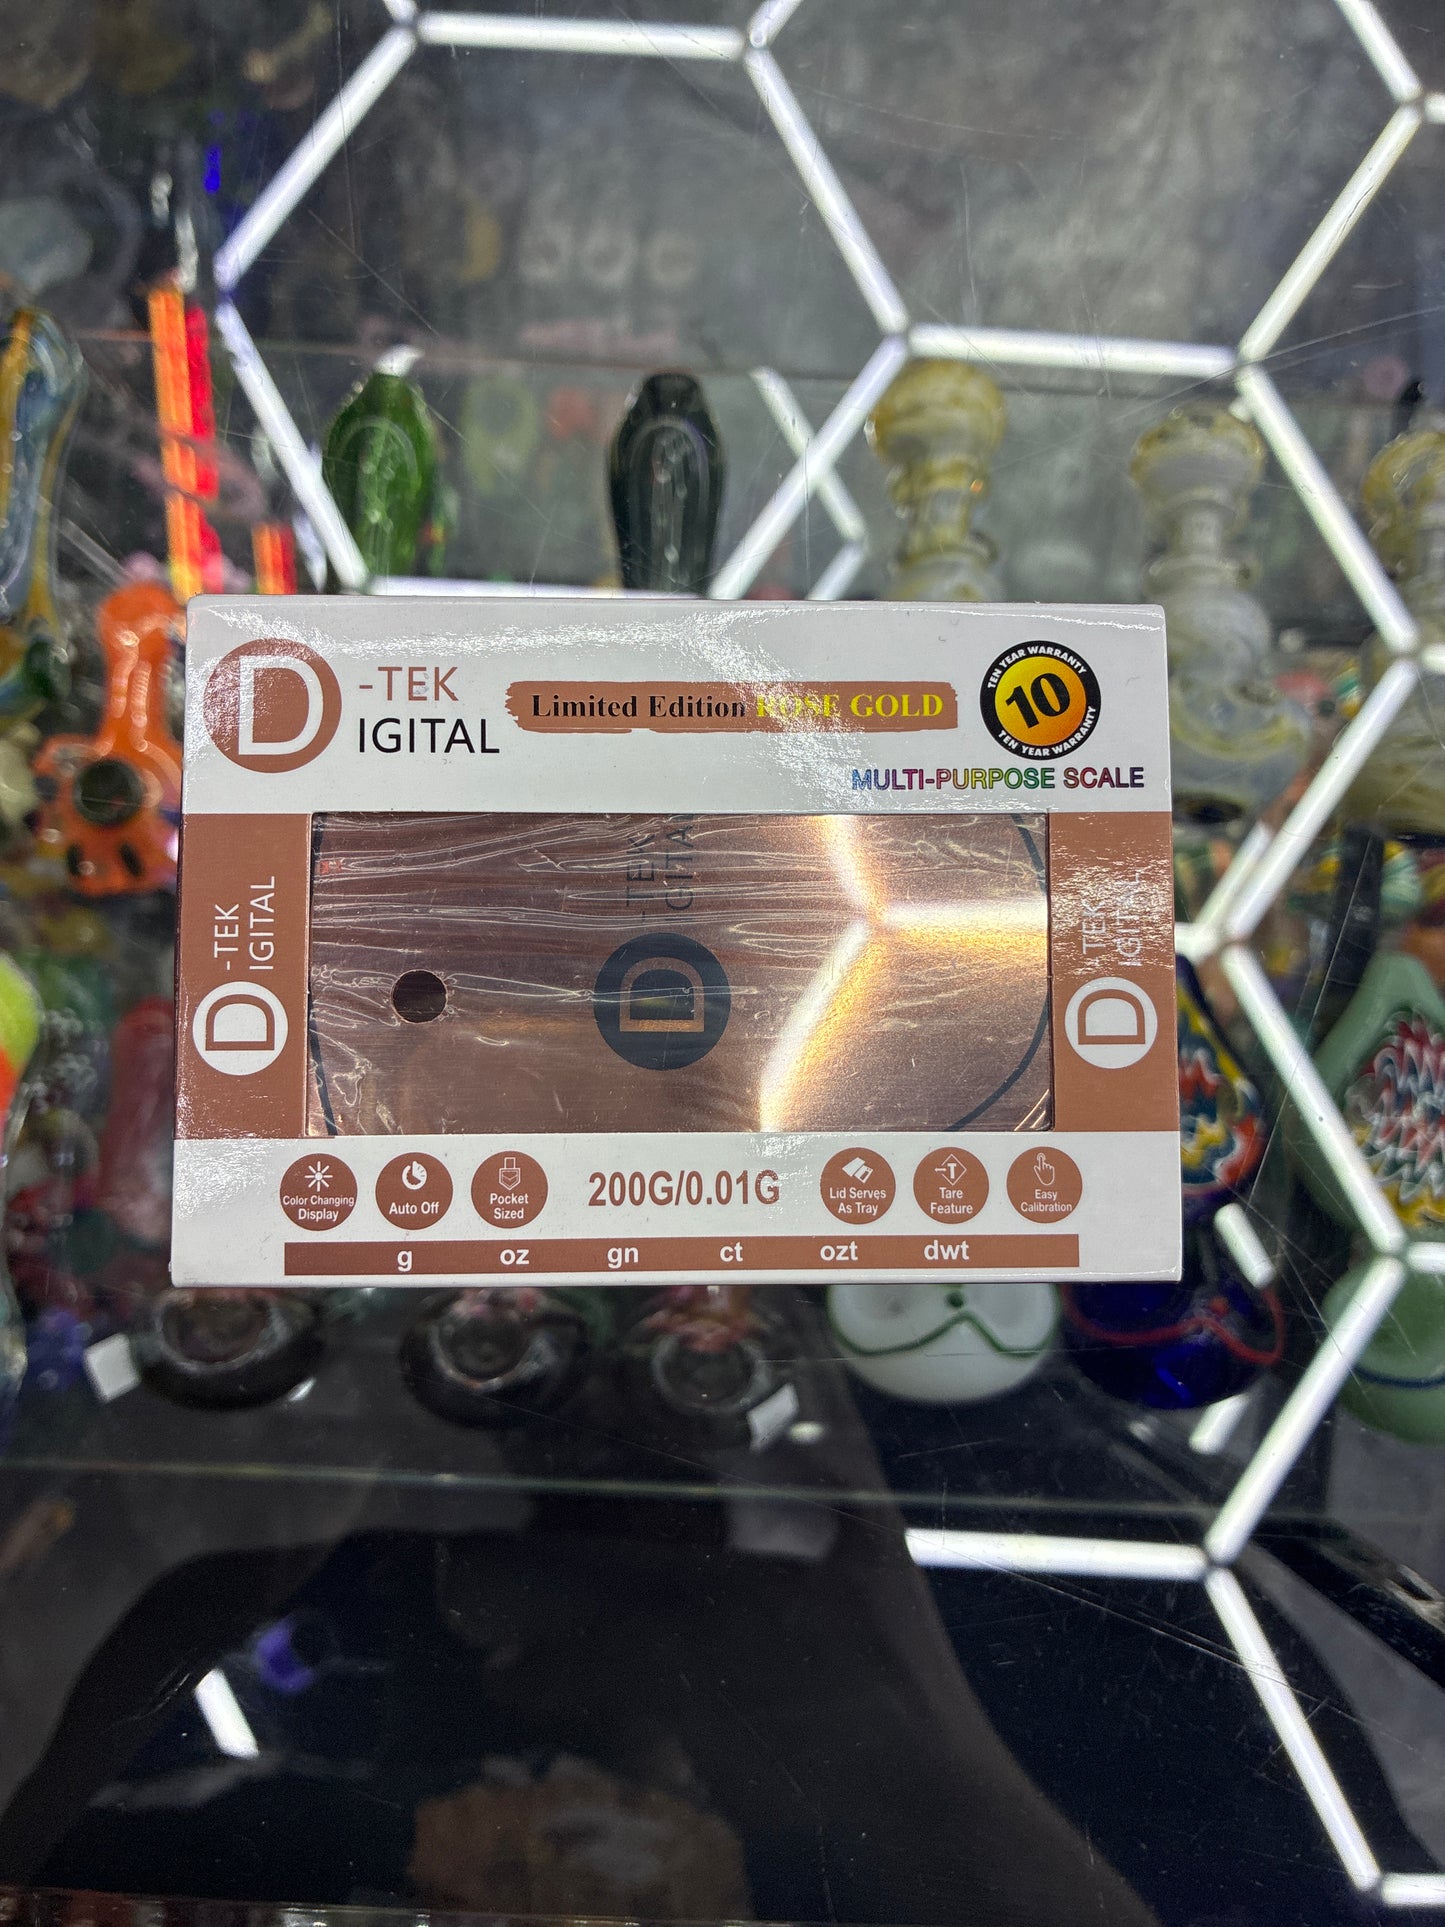 D
-TEK
IGITAL
Limited Edition ROSE GOLD
TEN YEAR WARRANTY
10
TEN YEAR WARRANTY
MULTI-PURPOSE SCALE
D -TEK
IGITAL
D -TEK
IGITAL
D -TEK
IGITAL
Color Changing
Display
Auto Off
Pocket
Sized
200G/0.01G
Lid Serves
As Tray
T
Tare
Feature
Easy
Calibration
g oz gn ct ozt dwt